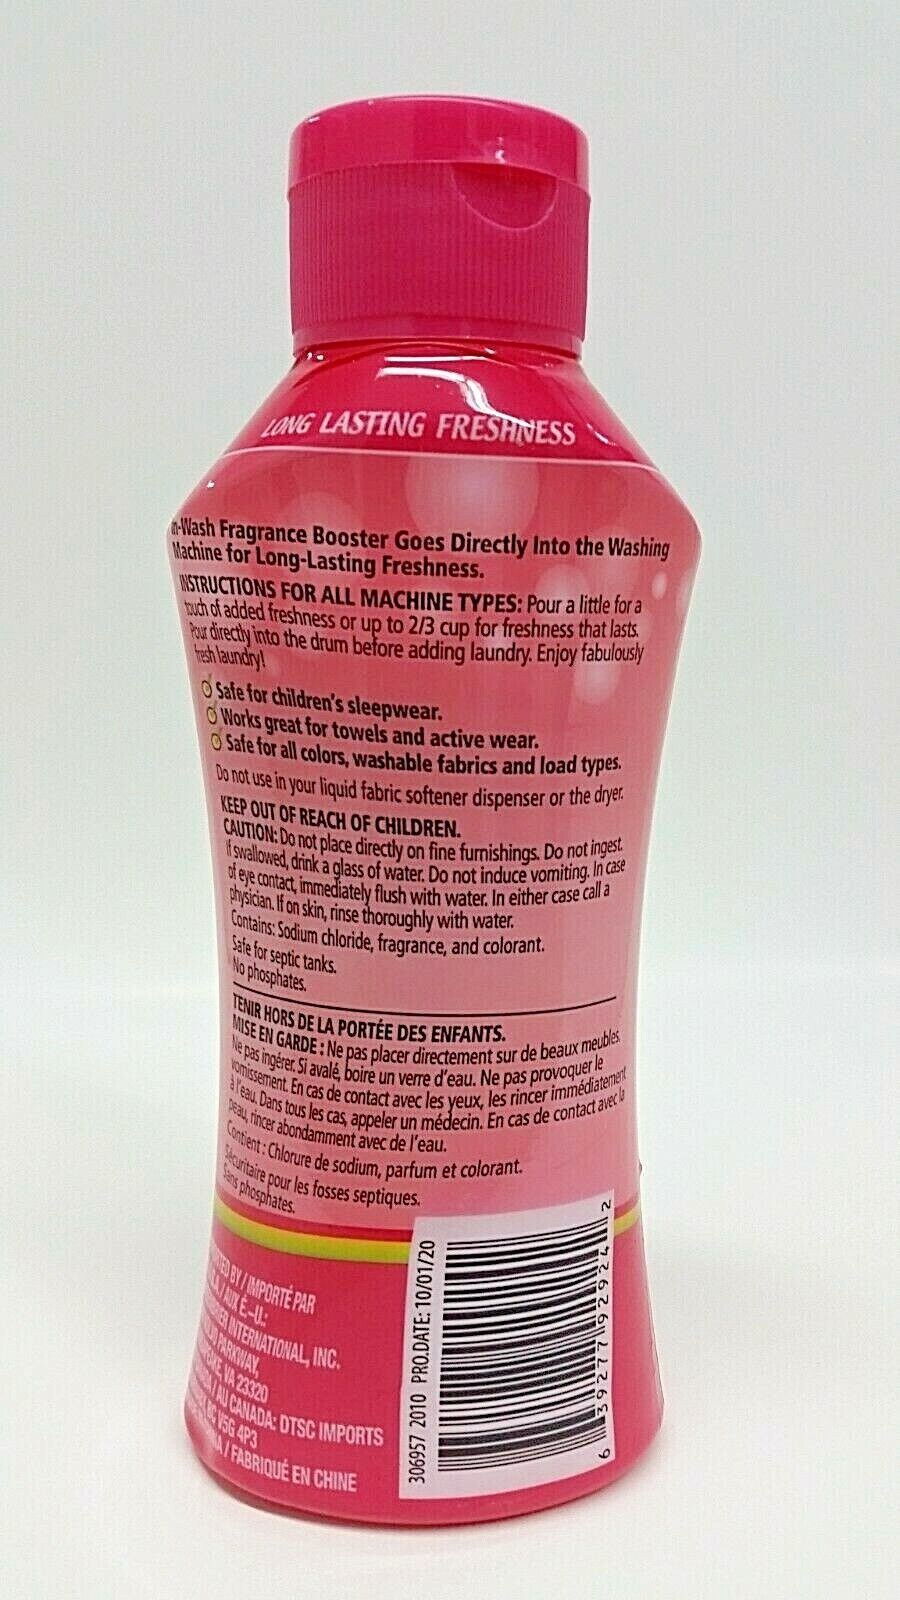 LONG LASTING FRESHNESS
-Wash Fragrance Booster Goes Directly Into the Washing
Machine for Long-Lasting Freshness.
INSTRUCTIONS FOR ALL MACHINE TYPES: Pour a little for a
touch of added freshness or up to 2/3 cup for freshness that lasts.
Pour directly into the drum before adding laundry. Enjoy fabulously
fresh laundry!
Safe for children's sleepwear.
Works great for towels and active wear.
Safe for all colors, washable fabrics and load types.
Do not use in your liquid fabric softener dispenser or the dryer.
KEEP OUT OF REACH OF CHILDREN.
CAUTION: Do not place directly on fine furnishings. Do not ingest.
If swallowed, drink a glass of water. Do not induce vomiting. In case
of eye contact, immediately flush with water. In either case call a
physician. If on skin, rinse thoroughly with water.
Contains: Sodium chloride, fragrance, and colorant.
Safe for septic tanks.
No phosphates.
TENIR HORS DE LA PORTÉE DES ENFANTS.
MISE EN GARDE : Ne pas placer directement sur de beaux meubles.
Ne pas ingérer. Si avalé, boire un verre d'eau. Ne pas provoquer le
vomissement. En cas de contact avec les yeux, les rincer immédiatement
à l'eau. Dans tous les cas, appeler un médecin. En cas de contact avec la
peau, rincer abondamment avec de l'eau.
Contient : Chlorure de sodium, parfum et colorant.
Sécuritaire pour les fosses septiques.
Sans phosphates.
BY / IMPORTÉ PAR
/ AUX É.-U.:
INTERNATIONAL, INC.
PARKWAY,
VA 23320
/ AU CANADA: DTSC IMPORTS
BC V5G 4P3
/ FABRIQUÉ EN CHINE
306957 2010 PRO.DATE: 10/01/20
6 39277 92924 2